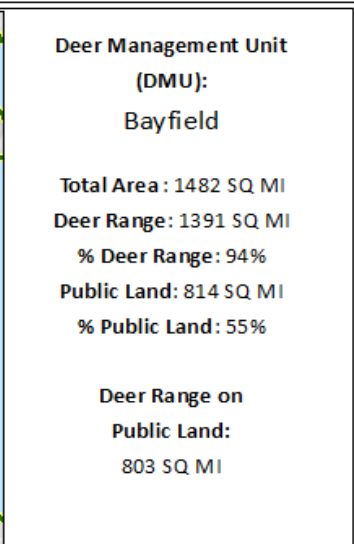 Deer Management Unit
(DMU):
Bayfield
Total Area : 1482 SQ MI
Deer Range: 1391 SQ MI
% Deer Range: 94%
Public Land: 814 SQ MI
% Public Land: 55%
Deer Range on
Public Land:
803 SQ MI